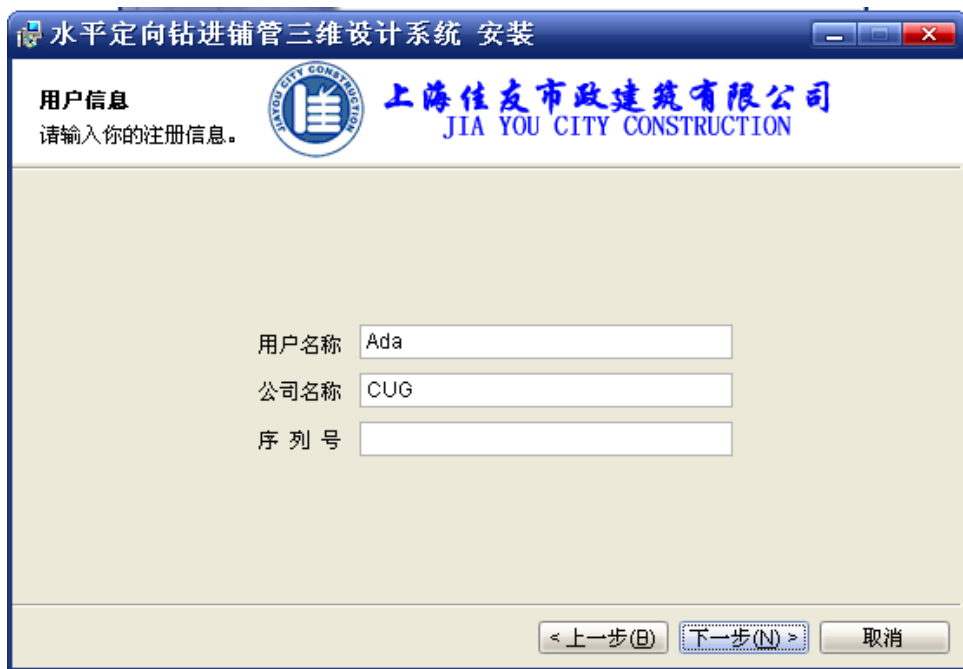 水平定向钻进铺管三维设计系统 安装
用户信息
请输入你的注册信息。
JIAYOU CITY CONSTRUCTION
上海佳友市政建筑有限公司
JIA YOU CITY CONSTRUCTION
用户名称 Ada
公司名称 CUG
序 列 号
< 上一步(B) 下一步(N) > 取消